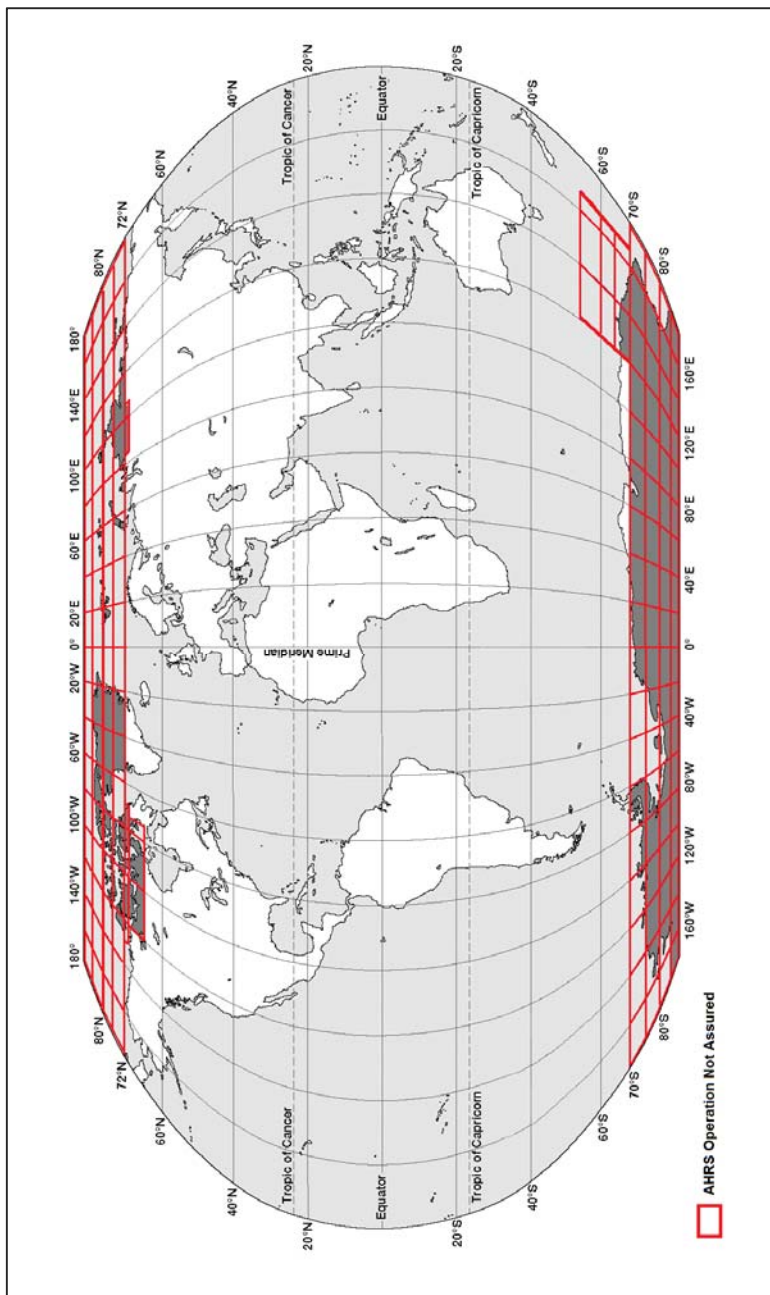 180° 140°W 100°W 60°W 20°W 0° 20°E 60°E 100°E 140°E 180°
80°N 80°N
72°N 72°N
60°N 60°N
40°N 40°N
Tropic of Cancer Tropic of Cancer
20°N 20°N
Prime Meridian
Equator Equator
20°S 20°S
Tropic of Capricorn Tropic of Capricorn
40°S 40°S
60°S 60°S
70°S 70°S
80°S 80°S
160°W 120°W 80°W 40°W 0° 40°E 80°E 120°E 160°E
AHRS Operation Not Assured